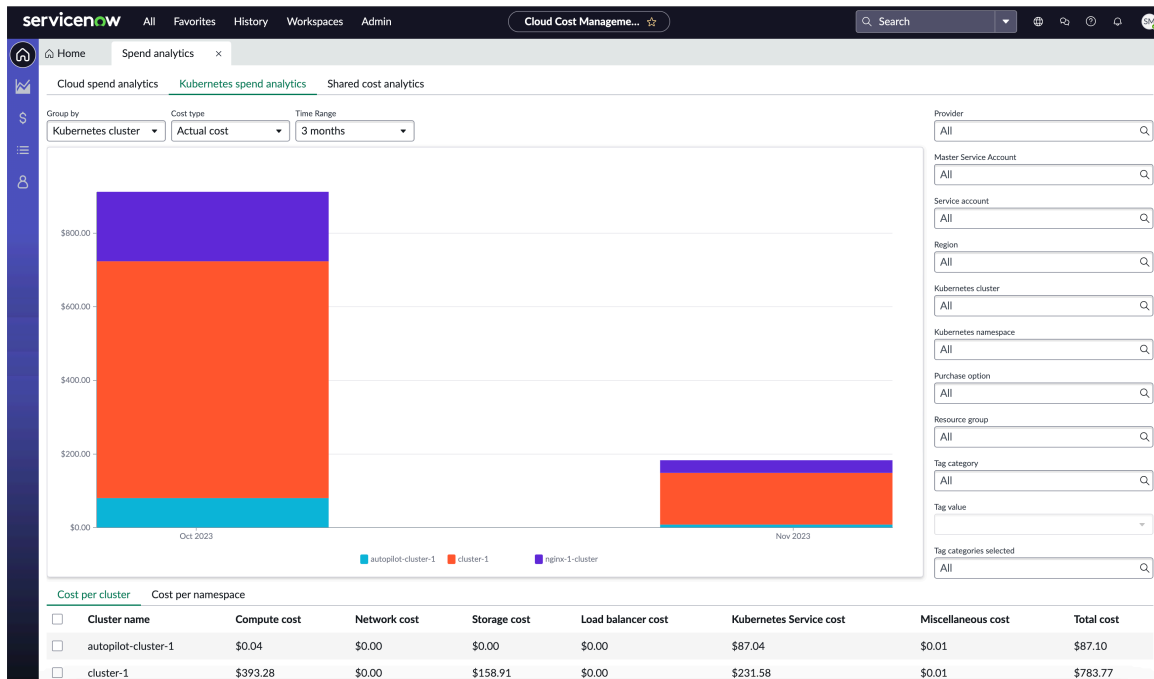 servicenow All Favorites History Workspaces Admin Cloud Cost Manageme... Search SM
Home Spend analytics ×
Cloud spend analytics Kubernetes spend analytics Shared cost analytics
Group by Cost type Time Range
Kubernetes cluster Actual cost 3 months
Provider
All
Master Service Account
All
Service account
All
Region
All
Kubernetes cluster
All
Kubernetes namespace
All
Purchase option
All
Resource group
All
Tag category
All
Tag value
Tag categories selected
All
$800.00
$600.00
$400.00
$200.00
$0.00
Oct 2023 Nov 2023
autopilot-cluster-1 cluster-1 nginx-1-cluster
Cost per cluster Cost per namespace
Cluster name Compute cost Network cost Storage cost Load balancer cost Kubernetes Service cost Miscellaneous cost Total cost
autopilot-cluster-1 $0.04 $0.00 $0.00 $0.00 $87.04 $0.01 $87.10
cluster-1 $393.28 $0.00 $158.91 $0.00 $231.58 $0.01 $783.77